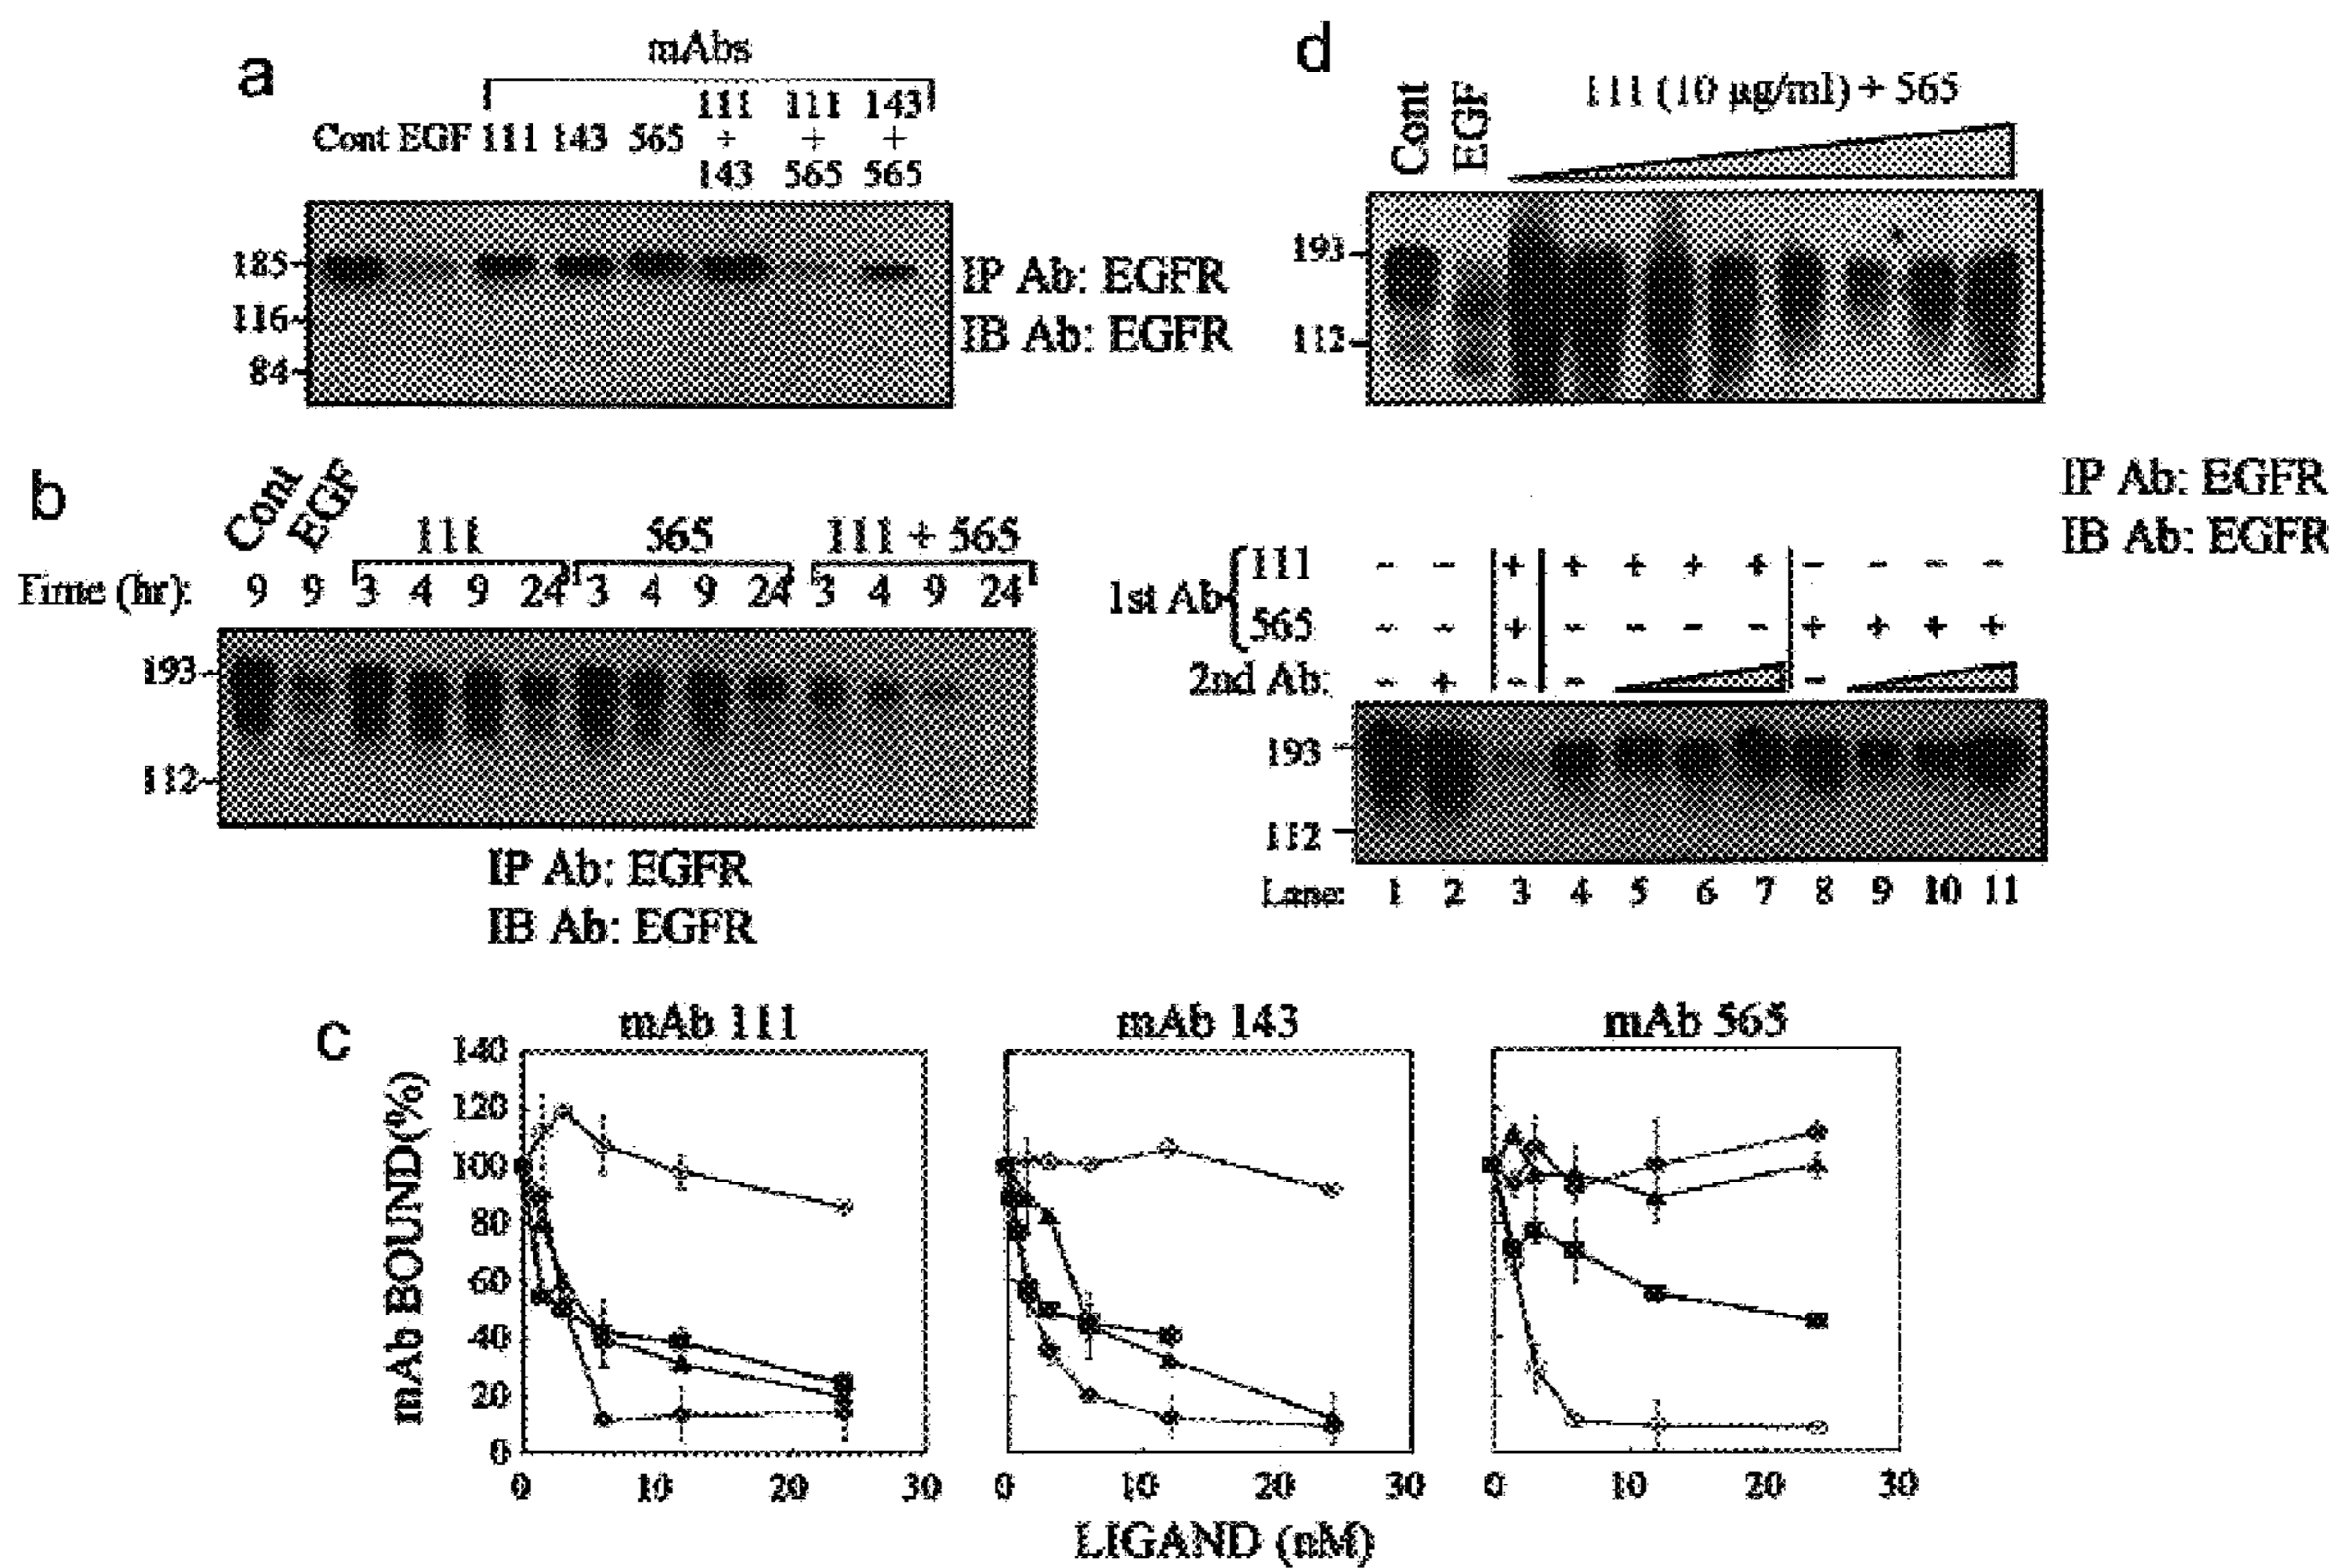 a
mAbs
111 111 143
Cont EGF 111 143 565 + + +
143 565 565
185
116
84
IP Ab: EGFR
IB Ab: EGFR
b
Cont EGF
111 565 111 + 565
Time (hr): 9 9 3 4 9 24 3 4 9 24 3 4 9 24
193
112
IP Ab: EGFR
IB Ab: EGFR
c
mAb 111 mAb 143 mAb 565
mAb BOUND(%)
140
120
100
80
60
40
20
0
0 10 20 30 0 10 20 30 0 10 20 30
LIGAND (nM)
d
Cont EGF 111 (10 µg/ml) + 565
193
112
IP Ab: EGFR
IB Ab: EGFR
1st Ab
111 - - + + + + + - - - -
565 - - + - - - - + + + +
2nd Ab: - + - - -
193
112
Lane: 1 2 3 4 5 6 7 8 9 10 11